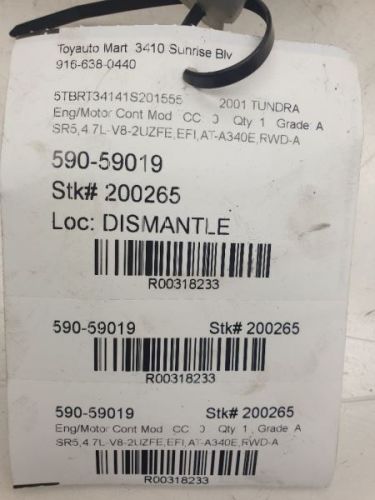 Toyauto Mart 3410 Sunrise Blv
916-638-0440
5TBRT34141S201555 2001 TUNDRA
Eng/Motor Cont Mod CC 0 Qty 1 Grade A
SR5,4.7L-V8-2UZFE,EFI,AT-A340E,RWD-A
590-59019
Stk# 200265
Loc: DISMANTLE
R00318233
590-59019 Stk# 200265
R00318233
590-59019 Stk# 200265
Eng/Motor Cont Mod CC 0 Qty 1 , Grade A
SR5,4.7L-V8-2UZFE,EFI,AT-A340E,RWD-A
R00318233